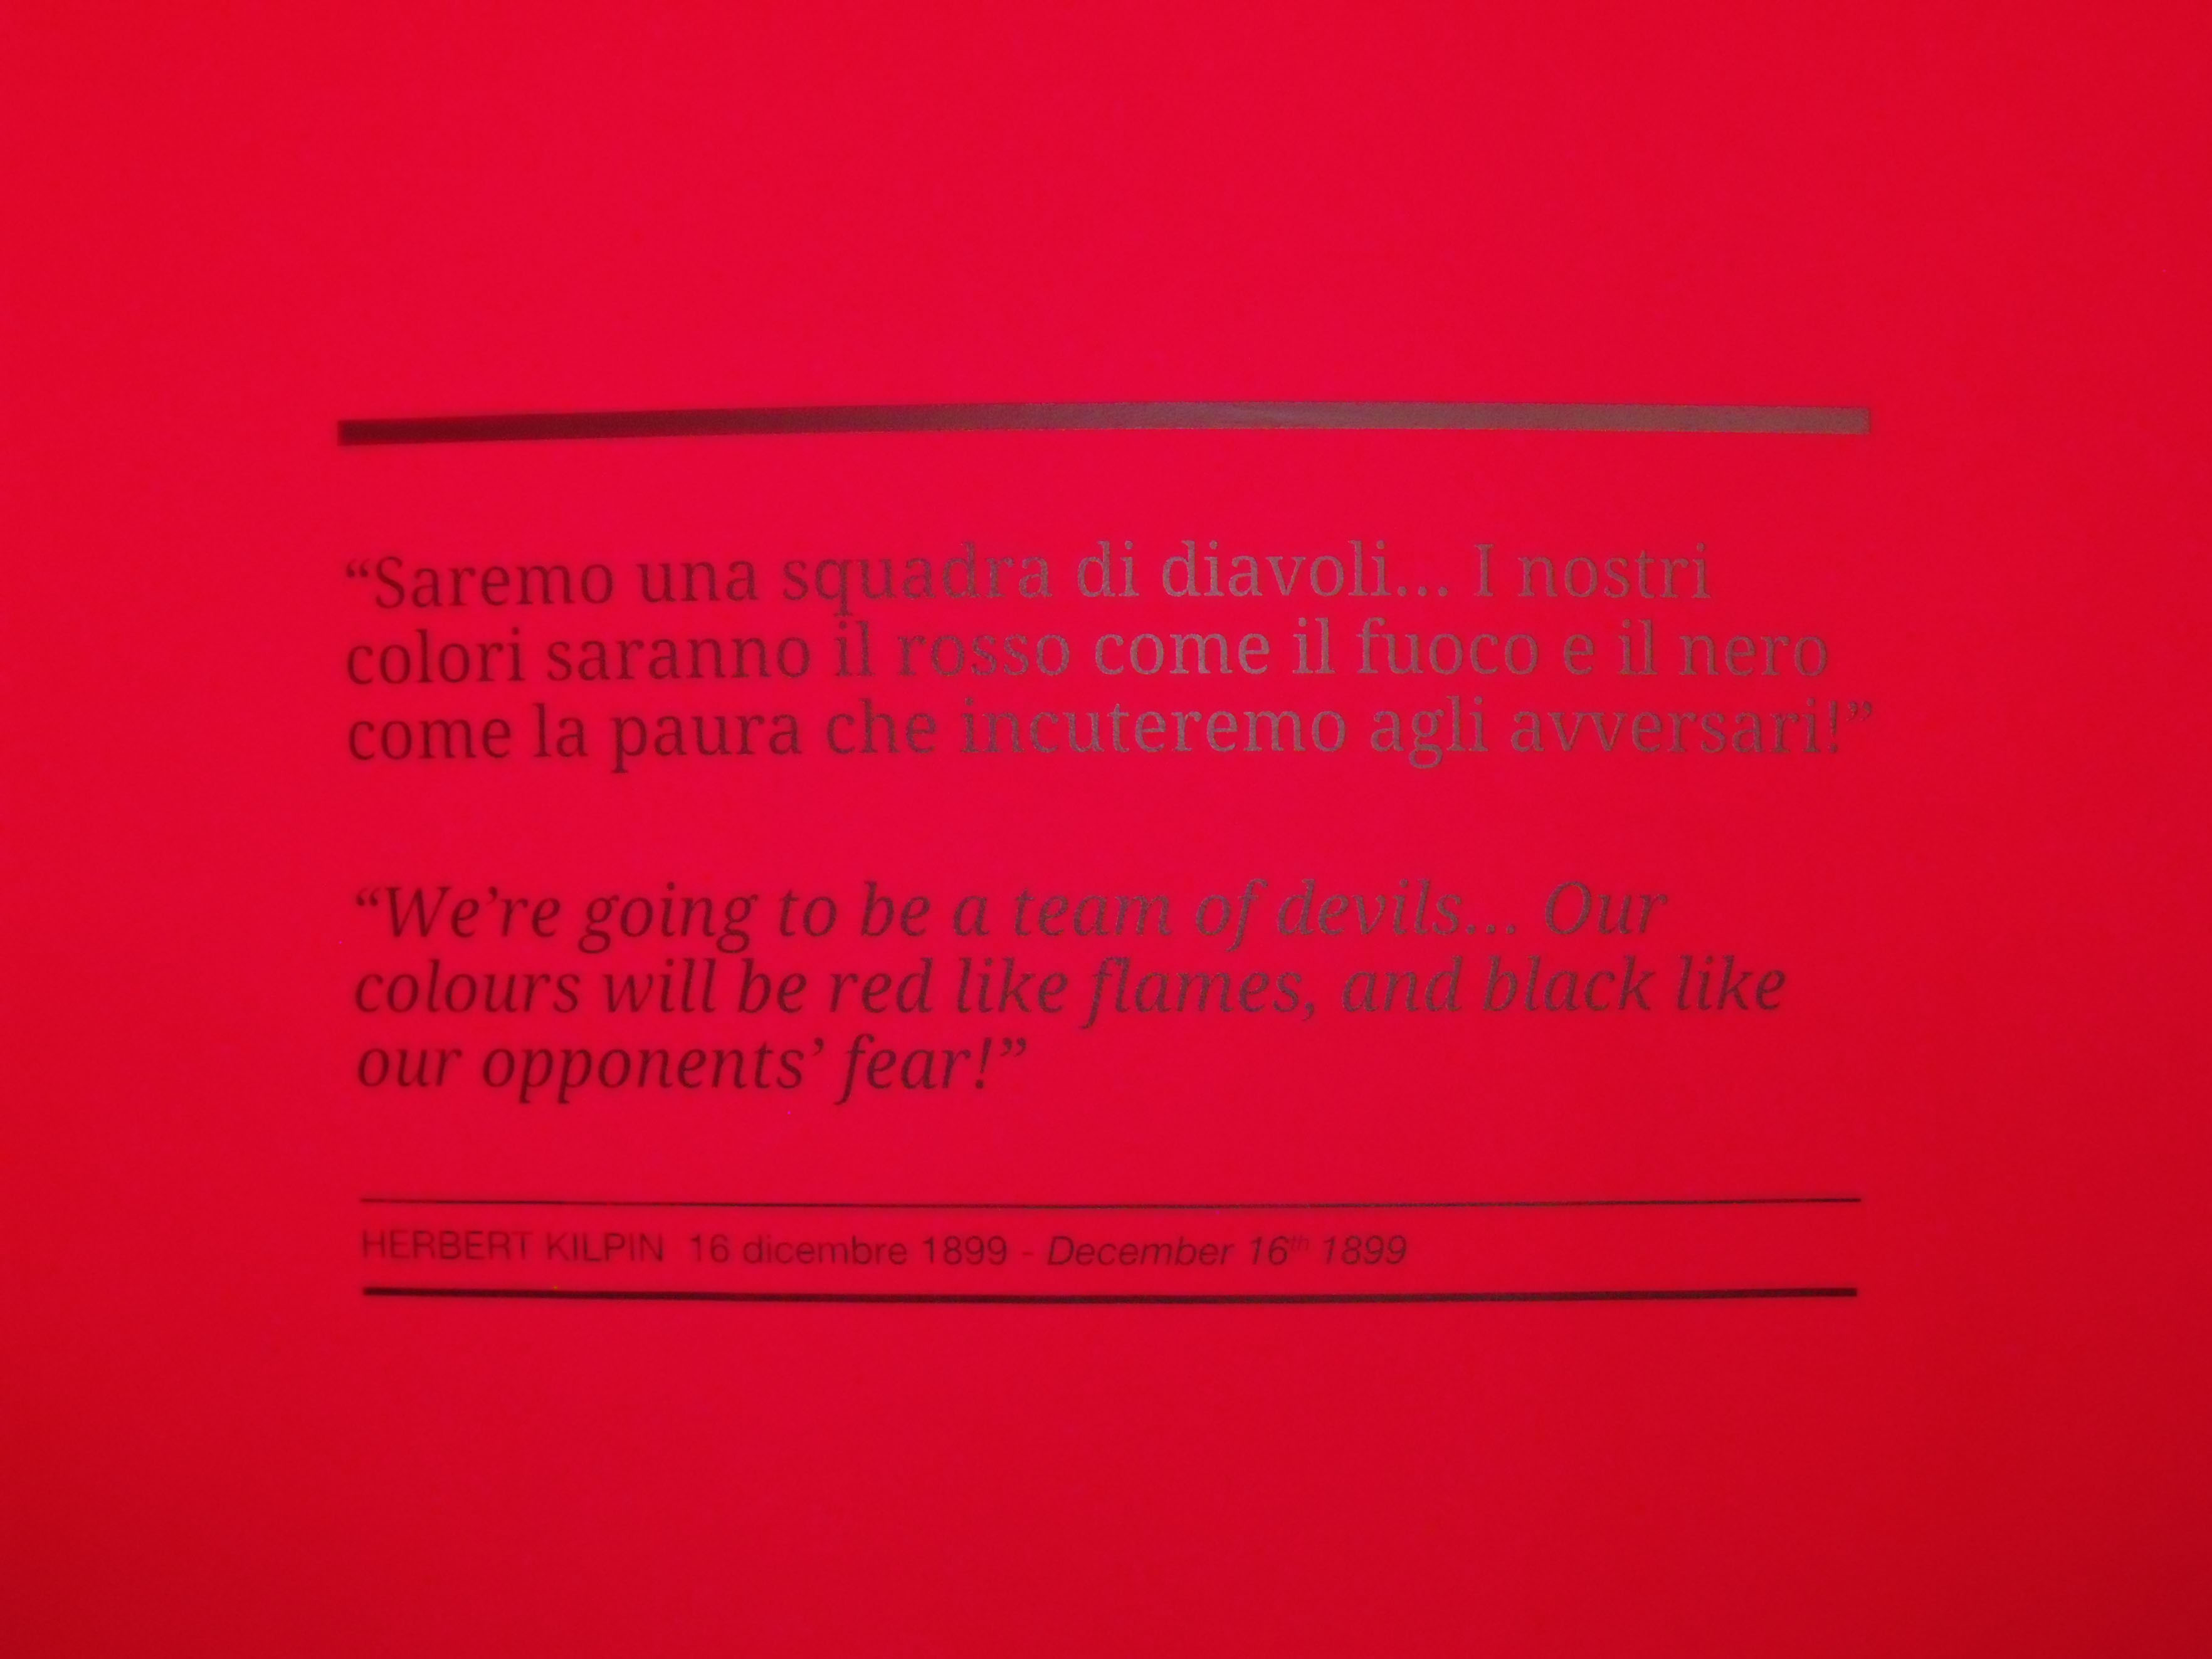 “Saremo una squadra di diavoli... I nostri
colori saranno il rosso come il fuoco e il nero
come la paura che incuteremo agli avversari!”
“We’re going to be a team of devils... Our
colours will be red like flames, and black like
our opponents’ fear!”
HERBERT KILPIN 16 dicembre 1899 - December 16th 1899